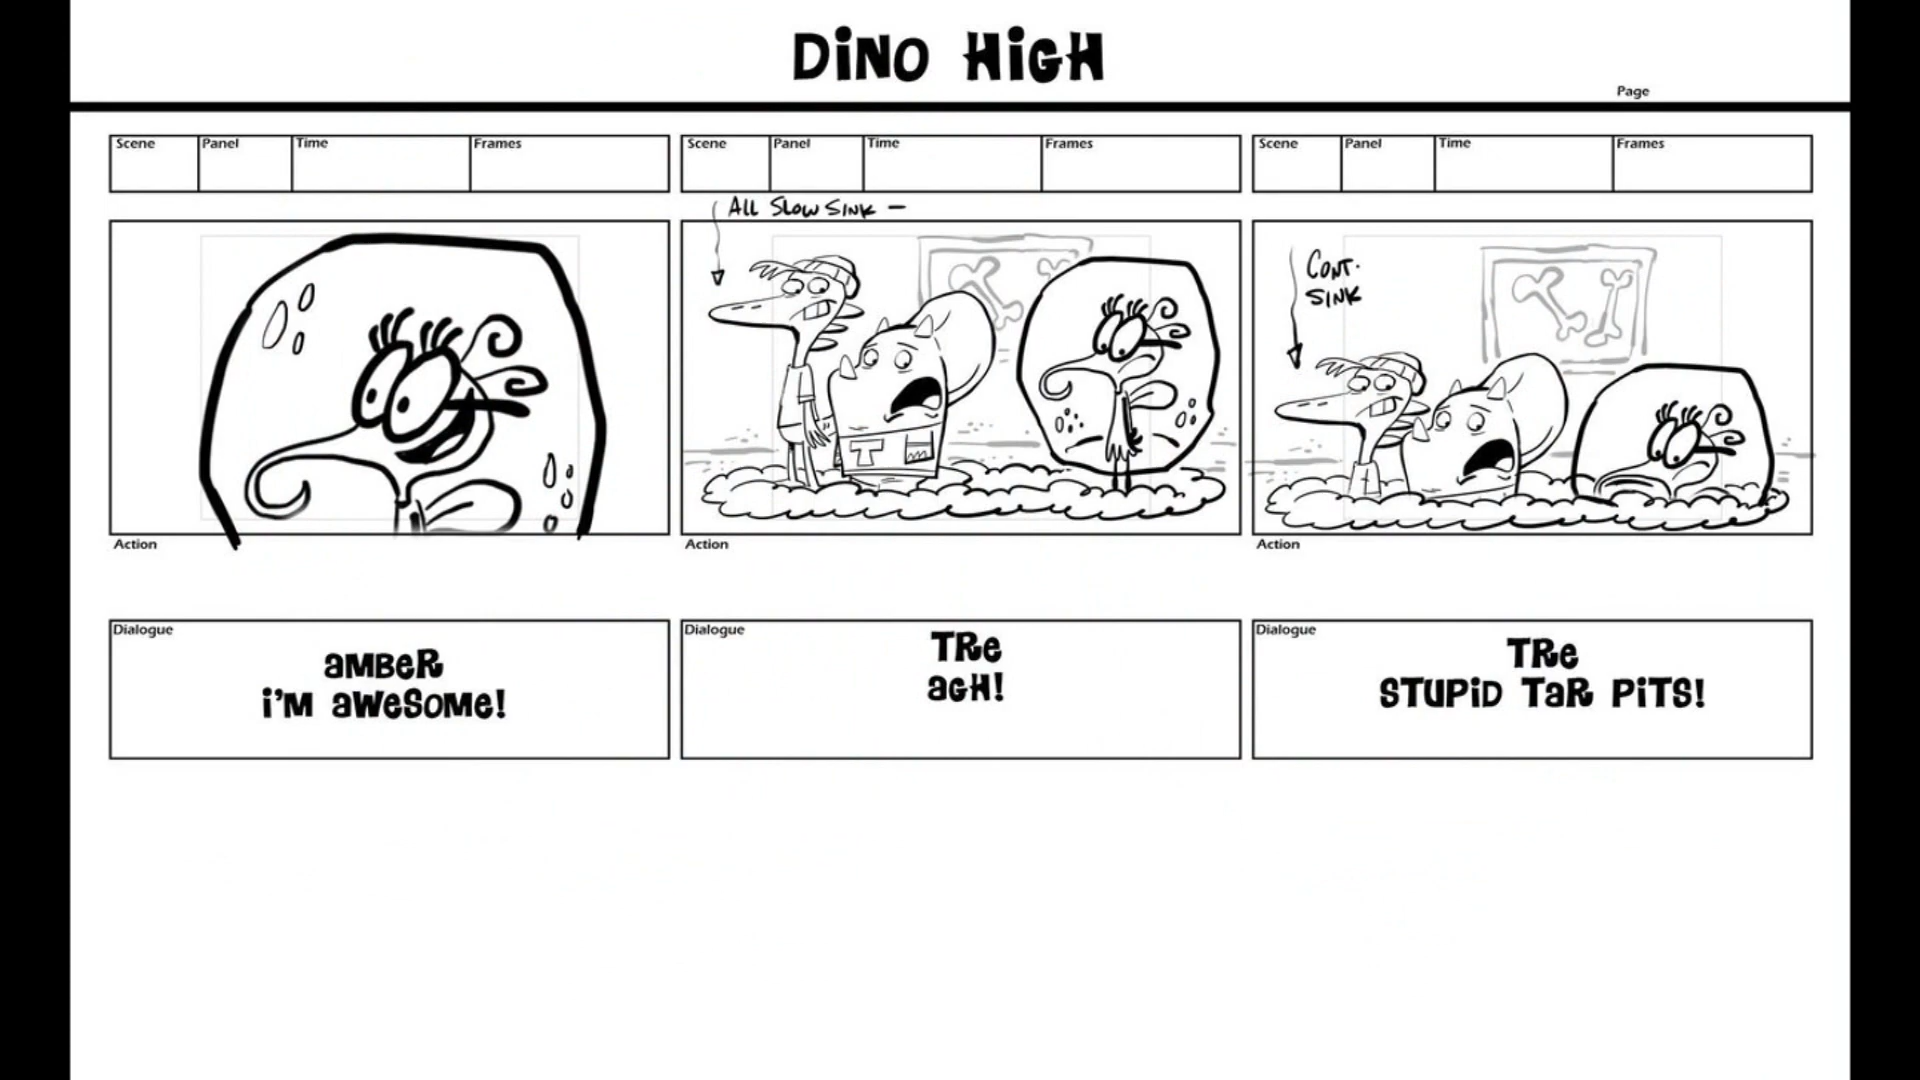 DiNO HiGH
Page
Scene Panel Time Frames
Scene Panel Time Frames
Scene Panel Time Frames
ALL SLOW SINK –
CONT.
SINK
T
Action
Action
Action
Dialogue
aMBeR
i'M aWeSOMe!
Dialogue
TRe
aGH!
Dialogue
TRe
STUPiD TaR PiTS!